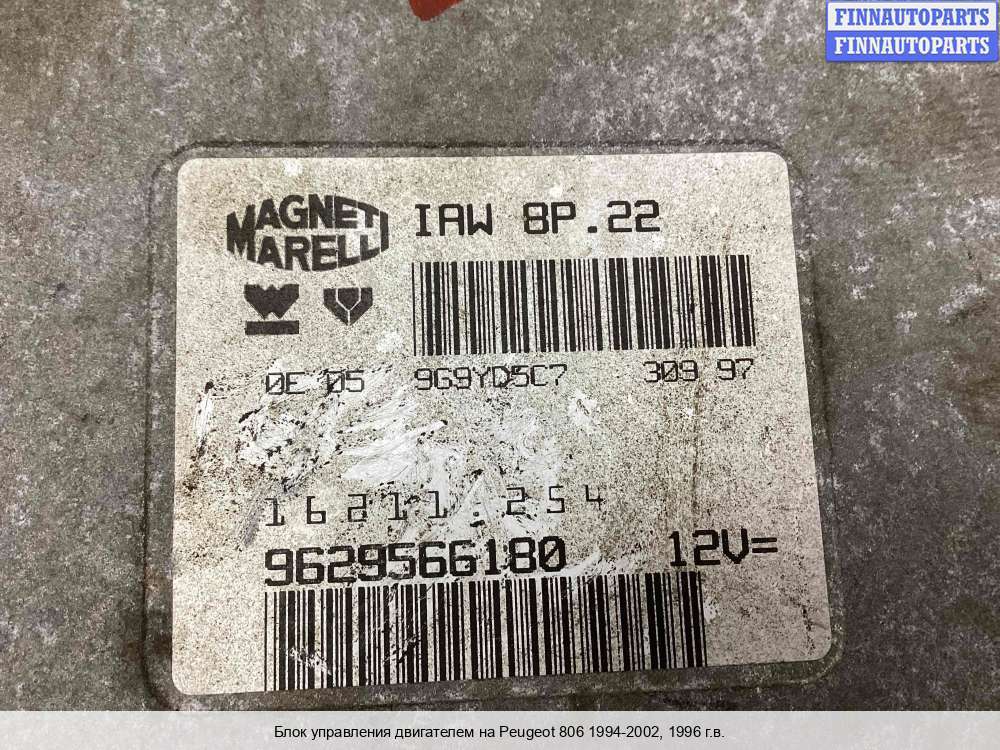 FINNAUTOPARTS
FINNAUTOPARTS
MAGNETI MARELLI
IAW 8P.22
0E 05 9G9YD5C7 309 97
16211.254
9629566180 12V=
Блок управления двигателем на Peugeot 806 1994-2002, 1996 г.в.